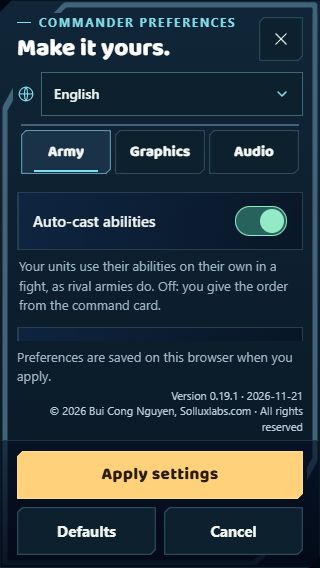 COMMANDER PREFERENCES
Make it yours.
English
Army
Graphics
Audio
Auto-cast abilities
Your units use their abilities on their own in a
fight, as rival armies do. Off: you give the order
from the command card.
Preferences are saved on this browser when you
apply.
Version 0.19.1 · 2026-11-21
© 2026 Bui Cong Nguyen, Solluxlabs.com · All rights
reserved
Apply settings
Defaults
Cancel